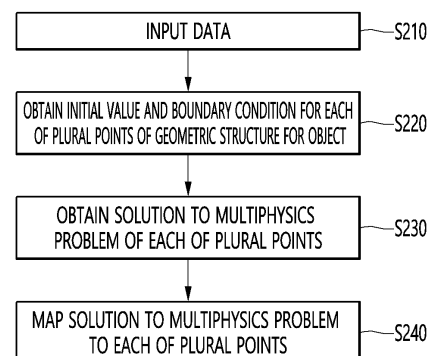 INPUT DATA
S210
OBTAIN INITIAL VALUE AND BOUNDARY CONDITION FOR EACH
OF PLURAL POINTS OF GEOMETRIC STRUCTURE FOR OBJECT
S220
OBTAIN SOLUTION TO MULTIPHYSICS
PROBLEM OF EACH OF PLURAL POINTS
S230
MAP SOLUTION TO MULTIPHYSICS PROBLEM
TO EACH OF PLURAL POINTS
S240